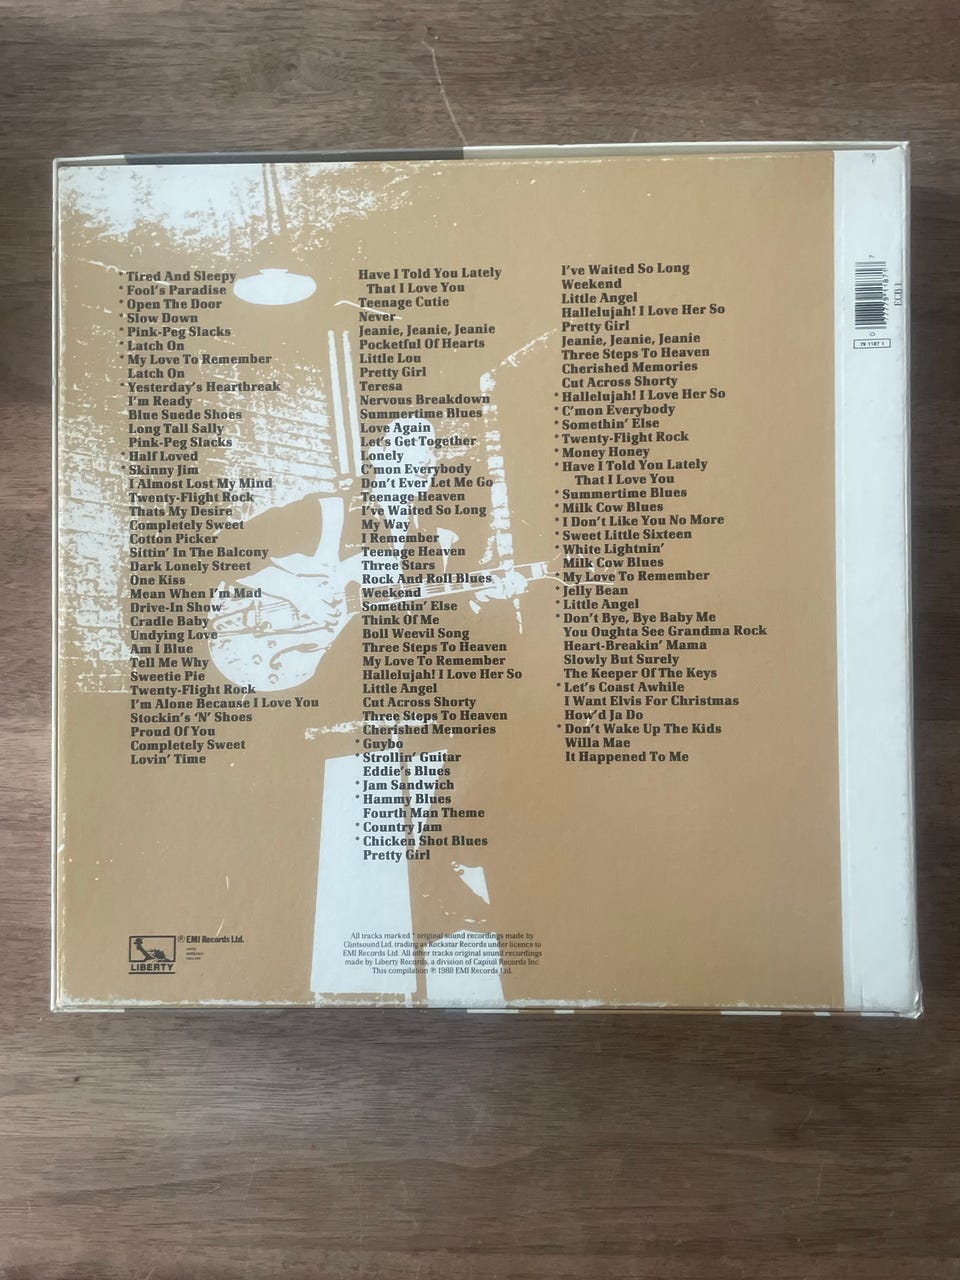 * Tired And Sleepy
* Fool's Paradise
* Open The Door
* Slow Down
* Pink-Peg Slacks
* Latch On
* My Love To Remember
Latch On
* Yesterday's Heartbreak
I'm Ready
Blue Suede Shoes
Long Tall Sally
Pink-Peg Slacks
* Half Loved
* Skinny Jim
I Almost Lost My Mind
Twenty-Flight Rock
Thats My Desire
Completely Sweet
Cotton Picker
Sittin' In The Balcony
Dark Lonely Street
One Kiss
Mean When I'm Mad
Drive-In Show
Cradle Baby
Undying Love
Am I Blue
Tell Me Why
Sweetie Pie
Twenty-Flight Rock
I'm Alone Because I Love You
Stockin's 'N' Shoes
Proud Of You
Completely Sweet
Lovin' Time
Have I Told You Lately
That I Love You
Teenage Cutie
Never
Jeanie, Jeanie, Jeanie
Pocketful Of Hearts
Little Lou
Pretty Girl
Teresa
Nervous Breakdown
Summertime Blues
Love Again
Let's Get Together
Lonely
C'mon Everybody
Don't Ever Let Me Go
Teenage Heaven
I've Waited So Long
My Way
I Remember
Teenage Heaven
Three Stars
Rock And Roll Blues
Weekend
Somethin' Else
Think Of Me
Boll Weevil Song
Three Steps To Heaven
My Love To Remember
Hallelujah! I Love Her So
Little Angel
Cut Across Shorty
Three Steps To Heaven
Cherished Memories
* Guybo
* Strollin' Guitar
Eddie's Blues
* Jam Sandwich
* Hammy Blues
Fourth Man Theme
* Country Jam
* Chicken Shot Blues
Pretty Girl
I've Waited So Long
Weekend
Little Angel
Hallelujah! I Love Her So
Pretty Girl
Jeanie, Jeanie, Jeanie
Three Steps To Heaven
Cherished Memories
Cut Across Shorty
* Hallelujah! I Love Her So
* C'mon Everybody
* Somethin' Else
* Twenty-Flight Rock
* Money Honey
* Have I Told You Lately
That I Love You
* Summertime Blues
* Milk Cow Blues
* I Don't Like You No More
* Sweet Little Sixteen
* White Lightnin'
Milk Cow Blues
* My Love To Remember
* Jelly Bean
* Little Angel
* Don't Bye, Bye Baby Me
You Oughta See Grandma Rock
Heart-Breakin' Mama
Slowly But Surely
The Keeper Of The Keys
* Let's Coast Awhile
I Want Elvis For Christmas
How'd Ja Do
* Don't Wake Up The Kids
Willa Mae
It Happened To Me
LIBERTY
® EMI Records Ltd.
All tracks marked * original sound recordings made by
Clintsound Ltd. trading as Rockstar Records under licence to
EMI Records Ltd. All other tracks original sound recordings
made by Liberty Records, a division of Capitol Records Inc.
This compilation ℗ 1988 EMI Records Ltd.
ECB 1
0 77779 11871 7
79 1187 1